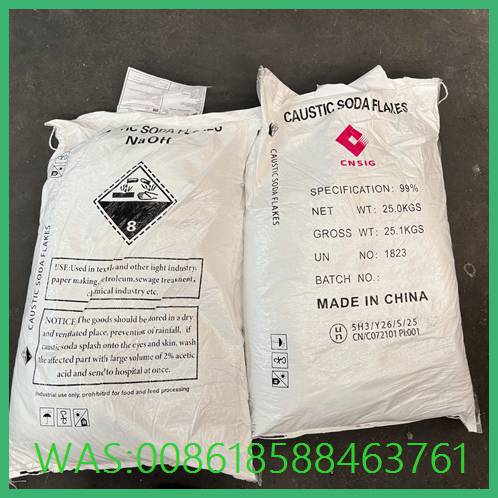 CAUSTIC SODA FLAKES
NaOH
8
CAUSTIC SODA FLAKES
USE:Used in textile and other light industry,
paper making, petroleum,sewage treatment,
chemical industry etc.
NOTICE:The goods should be stored in a dry
and ventilated place, prevention of rainfall, if
caustic soda splash onto the eyes and skin, wash
the affected part with large volume of 2% acetic
acid and send to hospital at once.
Industrial use only, prohibited for food and feed processing
CAUSTIC SODA FLAKES
CNSIG
SPECIFICATION: 99%
NET WT: 25.0KGS
GROSS WT: 25.1KGS
UN NO: 1823
BATCH NO.:
MADE IN CHINA
un
5H3/Y26/S/25
CN/C072101 PI:001
WAS:008618588463761